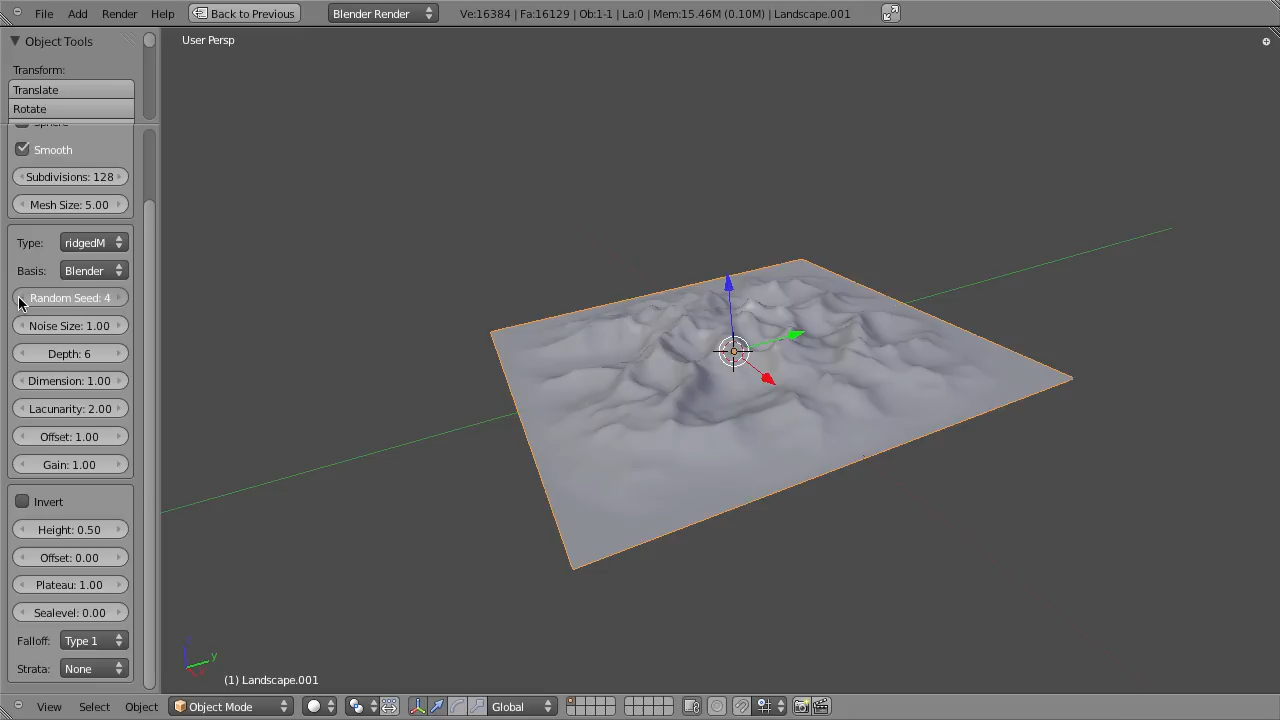 File Add Render Help Back to Previous Blender Render Ve:16384 | Fa:16129 | Ob:1-1 | La:0 | Mem:15.46M (0.10M) | Landscape.001
Object Tools
User Persp
Transform:
Translate
Rotate
Sphere
Smooth
Subdivisions: 128
Mesh Size: 5.00
Type: ridgedM
Basis: Blender
Random Seed: 4
Noise Size: 1.00
Depth: 6
Dimension: 1.00
Lacunarity: 2.00
Offset: 1.00
Gain: 1.00
Invert
Height: 0.50
Offset: 0.00
Plateau: 1.00
Sealevel: 0.00
Falloff: Type 1
Strata: None
z
y
x
(1) Landscape.001
View Select Object Object Mode Global